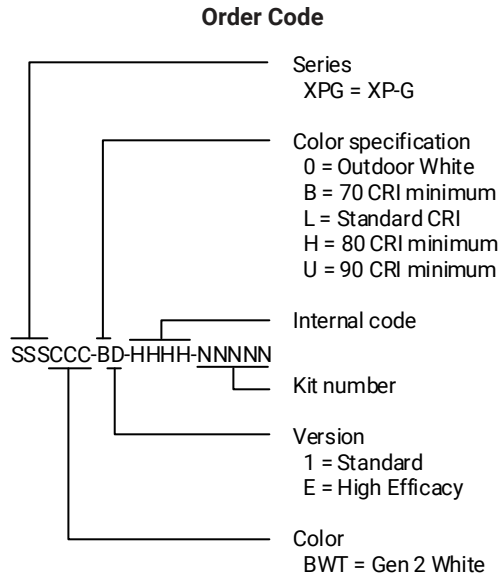 Order Code
Series
XPG = XP-G
Color specification
0 = Outdoor White
B = 70 CRI minimum
L = Standard CRI
H = 80 CRI minimum
U = 90 CRI minimum
Internal code
SSSCCC-BD-HHHH-NNNNN
Kit number
Version
1 = Standard
E = High Efficacy
Color
BWT = Gen 2 White